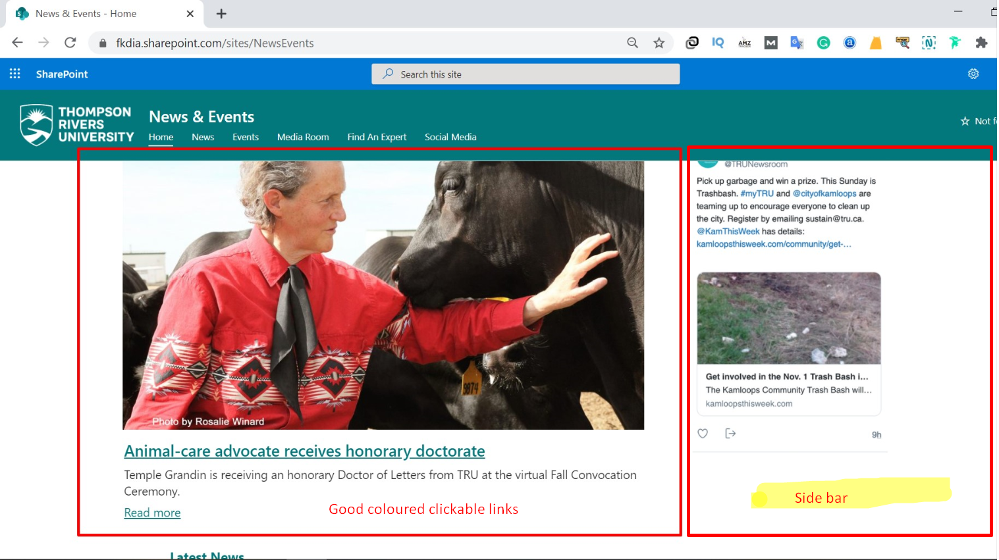 News & Events - Home
fkdia.sharepoint.com/sites/NewsEvents
IQ
AMZ
M
G
a
N
SharePoint
Search this site
THOMPSON
RIVERS
UNIVERSITY
News & Events
Home News Events Media Room Find An Expert Social Media
Not f
@TRUNewsroom
Pick up garbage and win a prize. This Sunday is
Trashbash. #myTRU and @cityofkamloops are
teaming up to encourage everyone to clean up
the city. Register by emailing sustain@tru.ca.
@KamThisWeek has details:
kamloopsthisweek.com/community/get-...
Get involved in the Nov. 1 Trash Bash i...
The Kamloops Community Trash Bash will...
kamloopsthisweek.com
9h
Side bar
9874
Photo by Rosalie Winard
Animal-care advocate receives honorary doctorate
Temple Grandin is receiving an honorary Doctor of Letters from TRU at the virtual Fall Convocation
Ceremony.
Read more
Good coloured clickable links
Latest News